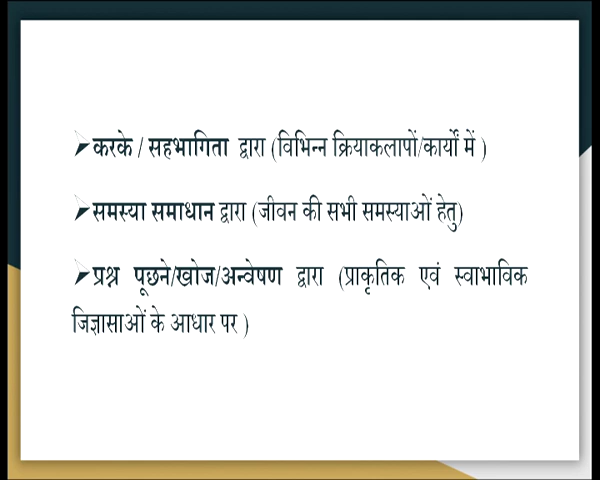 ➢करके / सहभागिता द्वारा (विभिन्न क्रियाकलापों/कार्यों में )
➢समस्या समाधान द्वारा (जीवन की सभी समस्याओं हेतु)
➢प्रश्न पूछने/खोज/अन्वेषण द्वारा (प्राकृतिक एवं स्वाभाविक
जिज्ञासाओं के आधार पर )